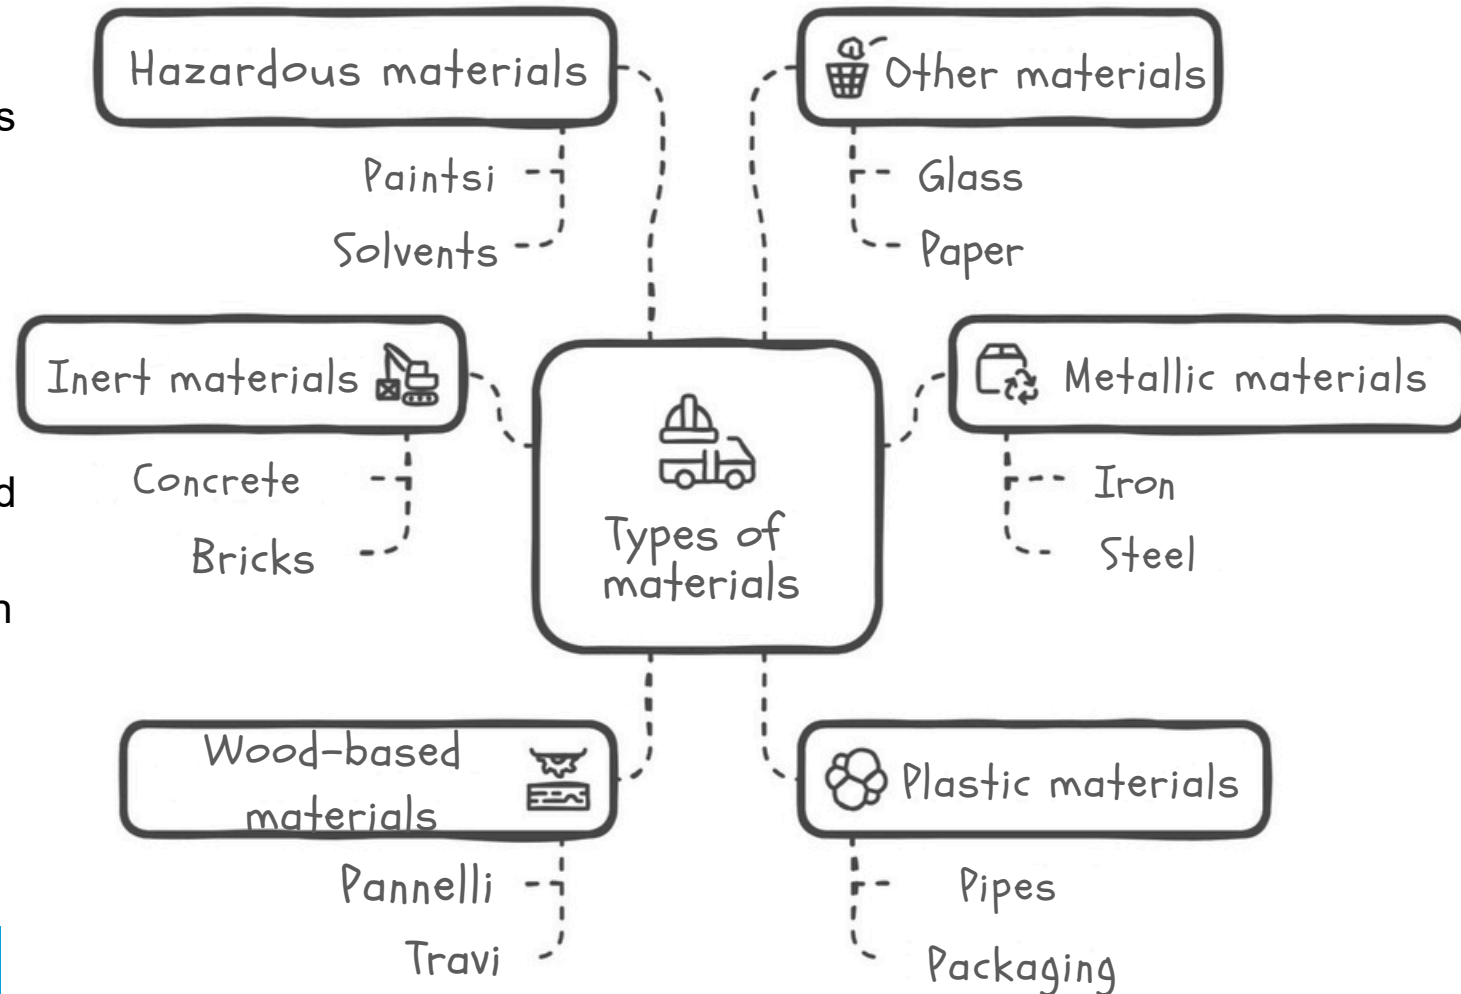 Hazardous materials
Paintsi
Solvents
Other materials
Glass
Paper
s
Inert materials
Concrete
Bricks
Types of
materials
Metallic materials
Iron
Steel
d
n
Wood-based
materials
Pannelli
Travi
Plastic materials
Pipes
Packaging